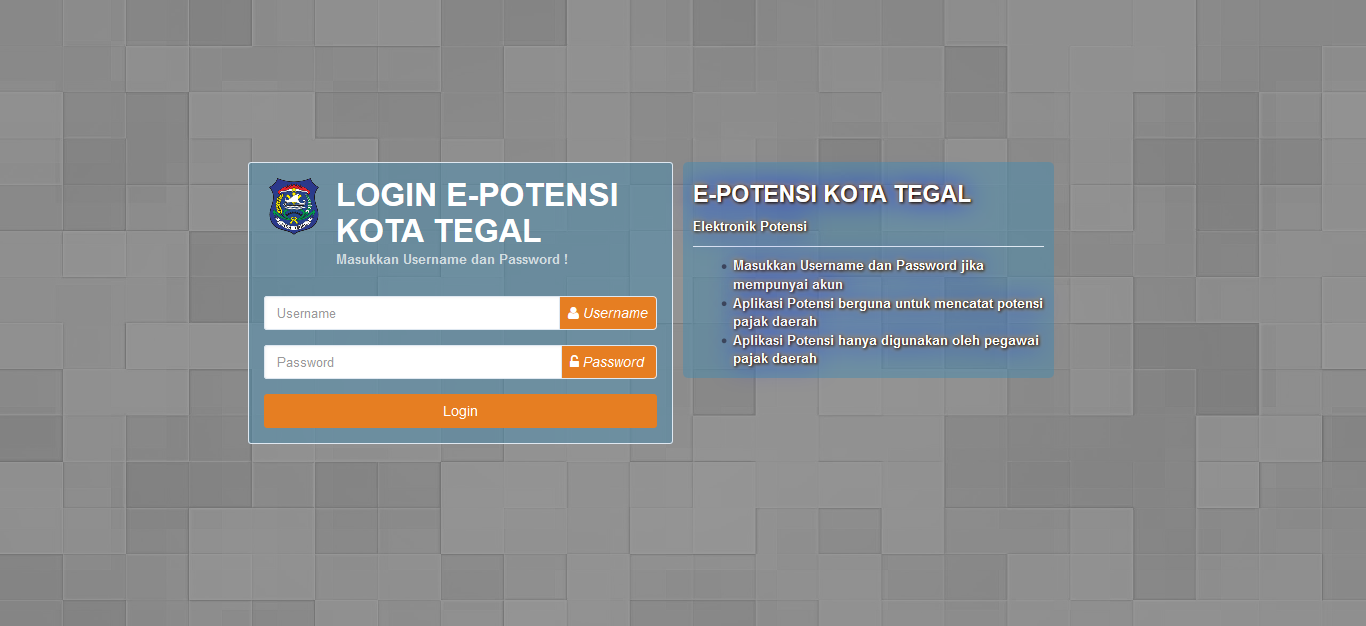 LOGIN E-POTENSI
KOTA TEGAL
Masukkan Username dan Password !
Username
Username
Password
Password
Login
E-POTENSI KOTA TEGAL
Elektronik Potensi
Masukkan Username dan Password jika
mempunyai akun
Aplikasi Potensi berguna untuk mencatat potensi
pajak daerah
Aplikasi Potensi hanya digunakan oleh pegawai
pajak daerah